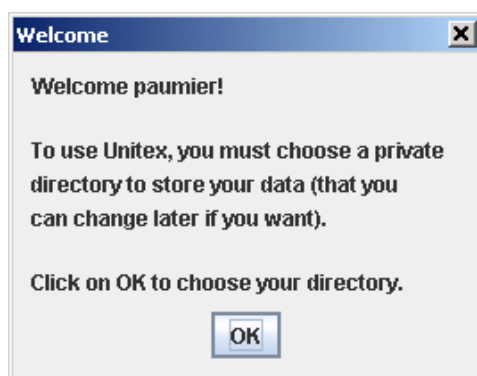 Welcome
Welcome paumier!
To use Unitex, you must choose a private
directory to store your data (that you
can change later if you want).
Click on OK to choose your directory.
OK